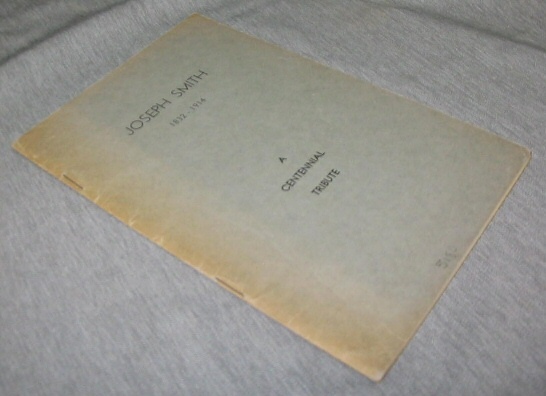 JOSEPH SMITH
1832 - 1914
A
CENTENNIAL
TRIBUTE